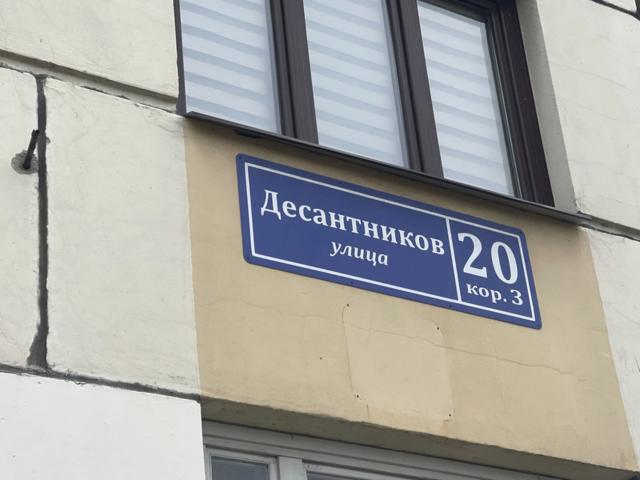 Десантников
улица
20
кор. 3